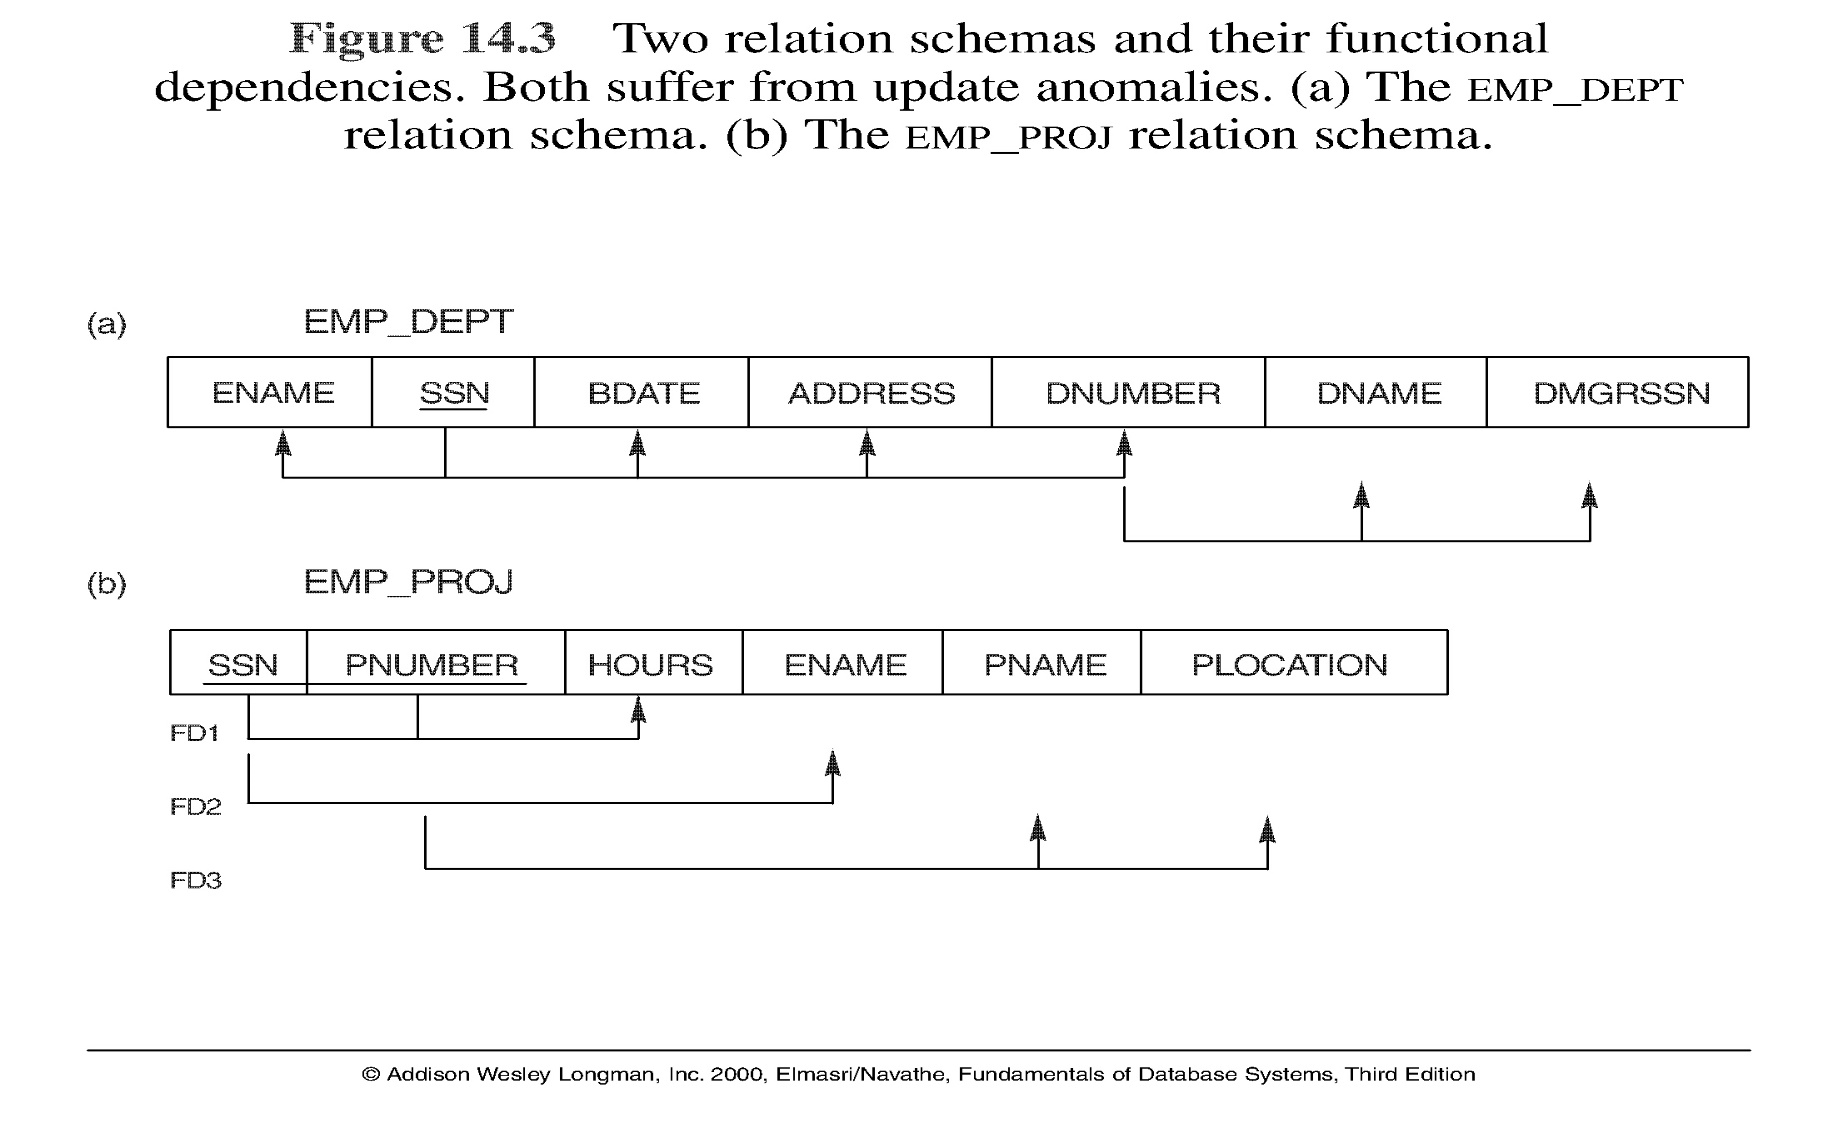 Figure 14.3 Two relation schemas and their functional
dependencies. Both suffer from update anomalies. (a) The EMP_DEPT
relation schema. (b) The EMP_PROJ relation schema.
(a) EMP_DEPT
ENAME SSN BDATE ADDRESS DNUMBER DNAME DMGRSSN
(b) EMP_PROJ
SSN PNUMBER HOURS ENAME PNAME PLOCATION
FD1
FD2
FD3
© Addison Wesley Longman, Inc. 2000, Elmasri/Navathe, Fundamentals of Database Systems, Third Edition